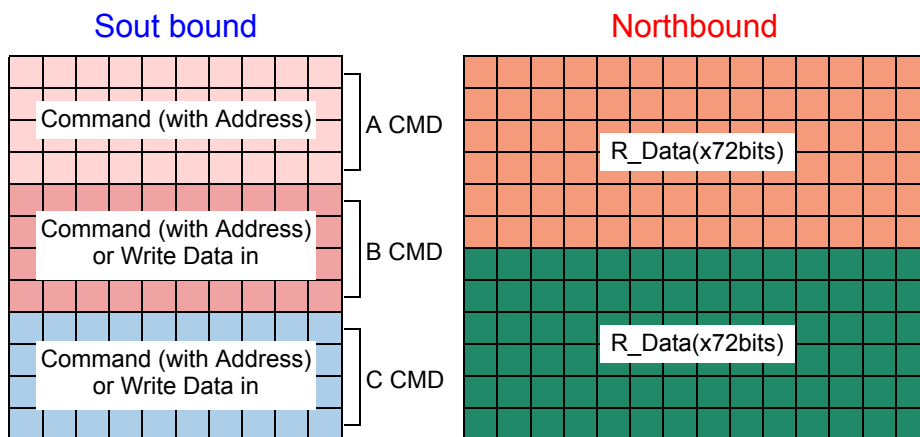 Sout bound
Northbound
Command (with Address)
A CMD
R_Data(x72bits)
Command (with Address)
or Write Data in
B CMD
Command (with Address)
or Write Data in
C CMD
R_Data(x72bits)